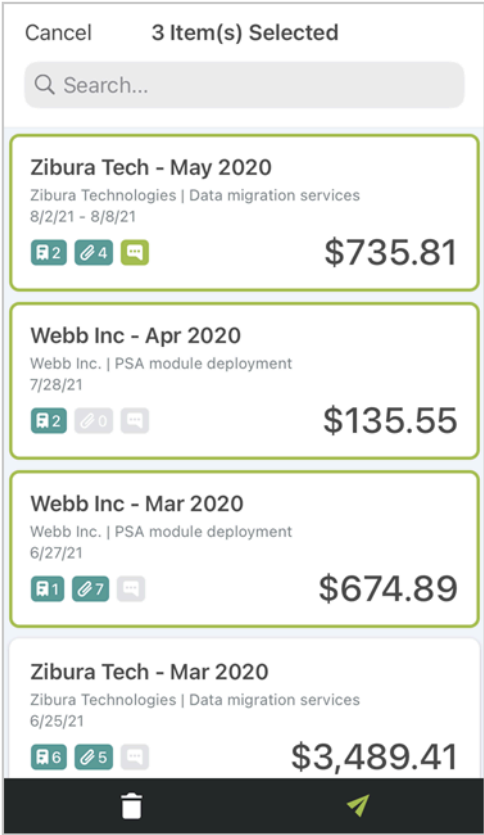 Cancel 3 Item(s) Selected
Search...
Zibura Tech - May 2020
Zibura Technologies | Data migration services
8/2/21 - 8/8/21
2 4 $735.81
Webb Inc - Apr 2020
Webb Inc. | PSA module deployment
7/28/21
2 0 $135.55
Webb Inc - Mar 2020
Webb Inc. | PSA module deployment
6/27/21
1 7 $674.89
Zibura Tech - Mar 2020
Zibura Technologies | Data migration services
6/25/21
6 5 $3,489.41